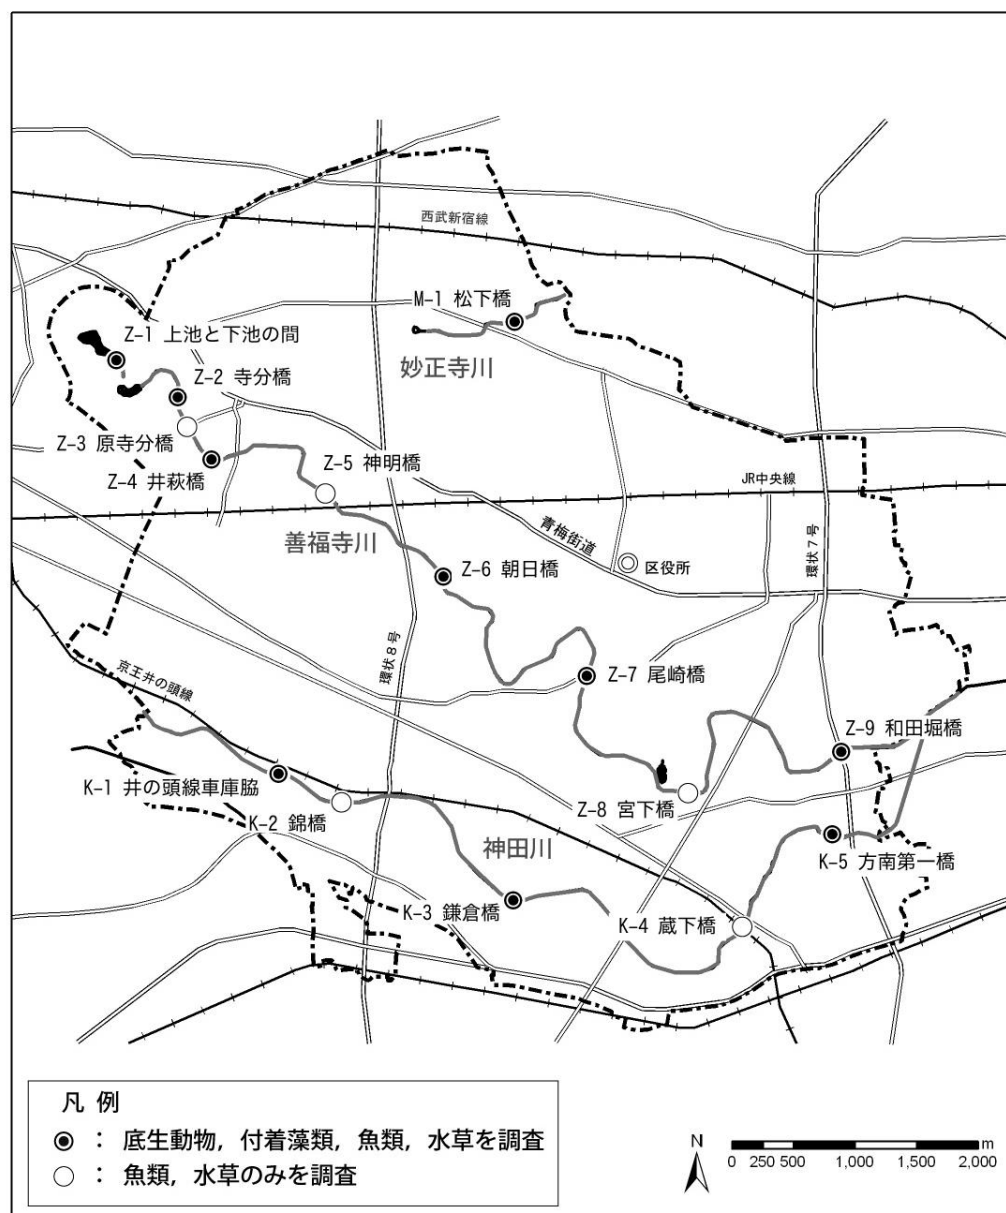 西武新宿線
M-1 松下橋
Z-1 上池と下池の間
妙正寺川
Z-2 寺分橋
Z-3 原寺分橋
Z-4 井萩橋
Z-5 神明橋
JR中央線
善福寺川
青梅街道
環状7号
Z-6 朝日橋
区役所
環状8号
Z-7 尾崎橋
京王井の頭線
Z-9 和田堀橋
K-1 井の頭線車庫脇
Z-8 宮下橋
K-2 錦橋
神田川
K-5 方南第一橋
K-3 鎌倉橋
K-4 蔵下橋
凡 例
: 底生動物，付着藻類，魚類，水草を調査
: 魚類，水草のみを調査
N
m
0 250 500 1,000 1,500 2,000